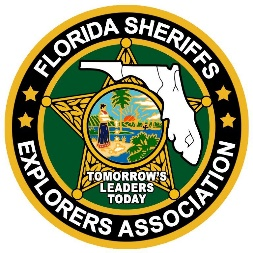 FLORIDA SHERIFFS
TOMORROW'S
LEADERS
TODAY
EXPLORERS ASSOCIATION